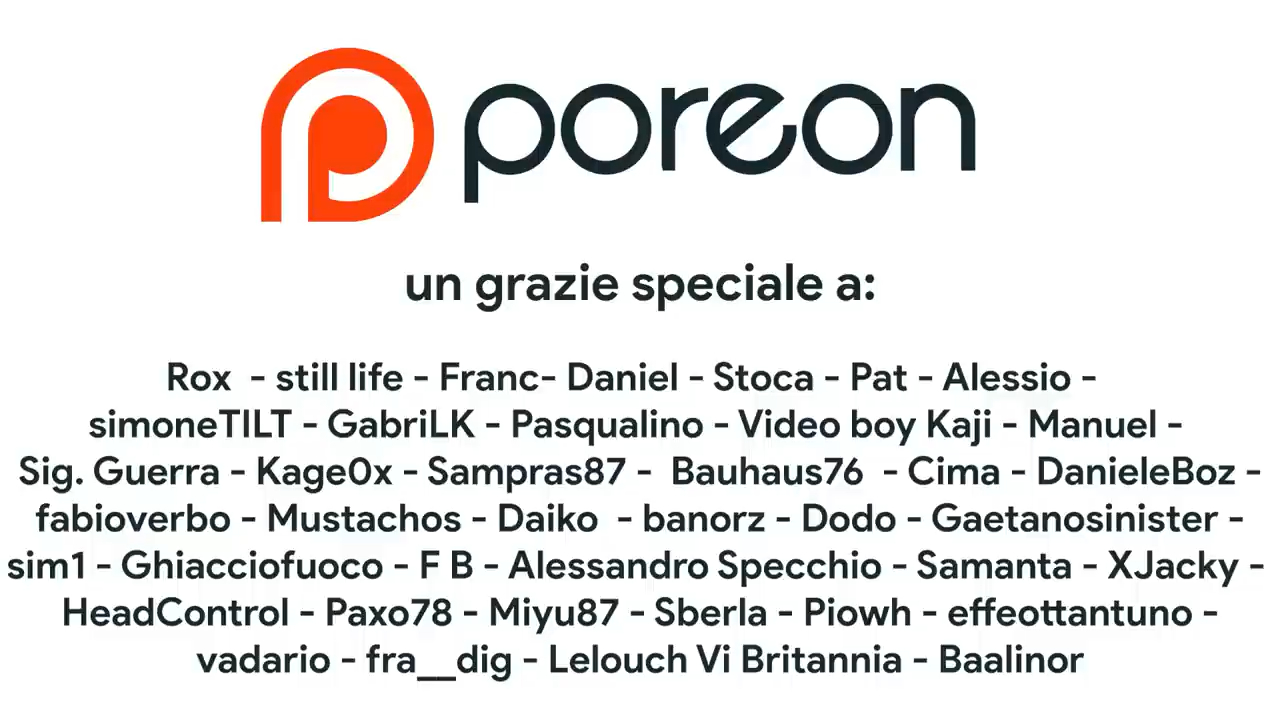 poreon
un grazie speciale a:
Rox - still life - Franc- Daniel - Stoca - Pat - Alessio -
simoneTILT - GabriLK - Pasqualino - Video boy Kaji - Manuel -
Sig. Guerra - Kage0x - Sampras87 - Bauhaus76 - Cima - DanieleBoz -
fabioverbo - Mustachos - Daiko - banorz - Dodo - Gaetanosinister -
sim1 - Ghiacciofuoco - F B - Alessandro Specchio - Samanta - XJacky -
HeadControl - Paxo78 - Miyu87 - Sberla - Piowh - effeottantuno -
vadario - fra__dig - Lelouch Vi Britannia - Baalinor